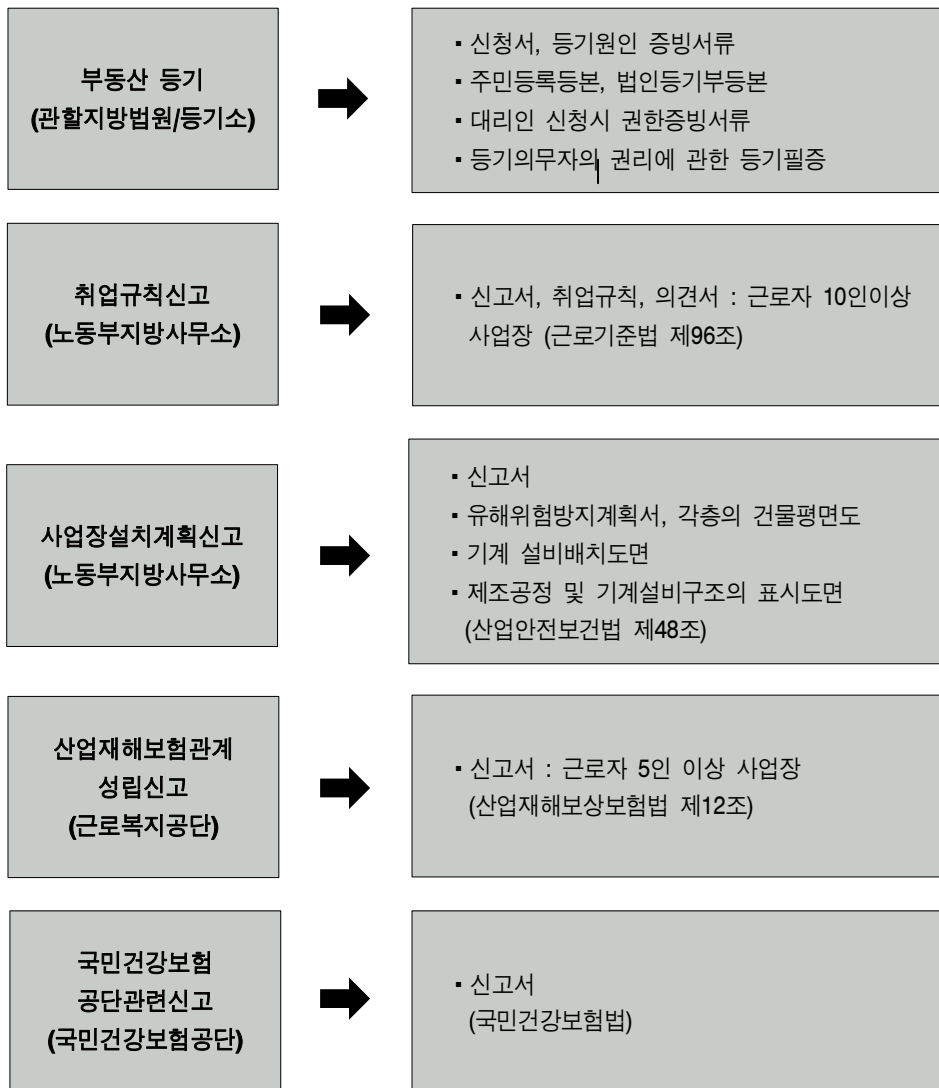 부동산 등기
(관할지방법원/등기소)
▪ 신청서, 등기원인 증빙서류
▪ 주민등록등본, 법인등기부등본
▪ 대리인 신청시 권한증빙서류
▪ 등기의무자의 권리에 관한 등기필증
취업규칙신고
(노동부지방사무소)
▪ 신고서, 취업규칙, 의견서 : 근로자 10인이상
사업장 (근로기준법 제96조)
사업장설치계획신고
(노동부지방사무소)
▪ 신고서
▪ 유해위험방지계획서, 각층의 건물평면도
▪ 기계 설비배치도면
▪ 제조공정 및 기계설비구조의 표시도면
(산업안전보건법 제48조)
산업재해보험관계
성립신고
(근로복지공단)
▪ 신고서 : 근로자 5인 이상 사업장
(산업재해보상보험법 제12조)
국민건강보험
공단관련신고
(국민건강보험공단)
▪ 신고서
(국민건강보험법)